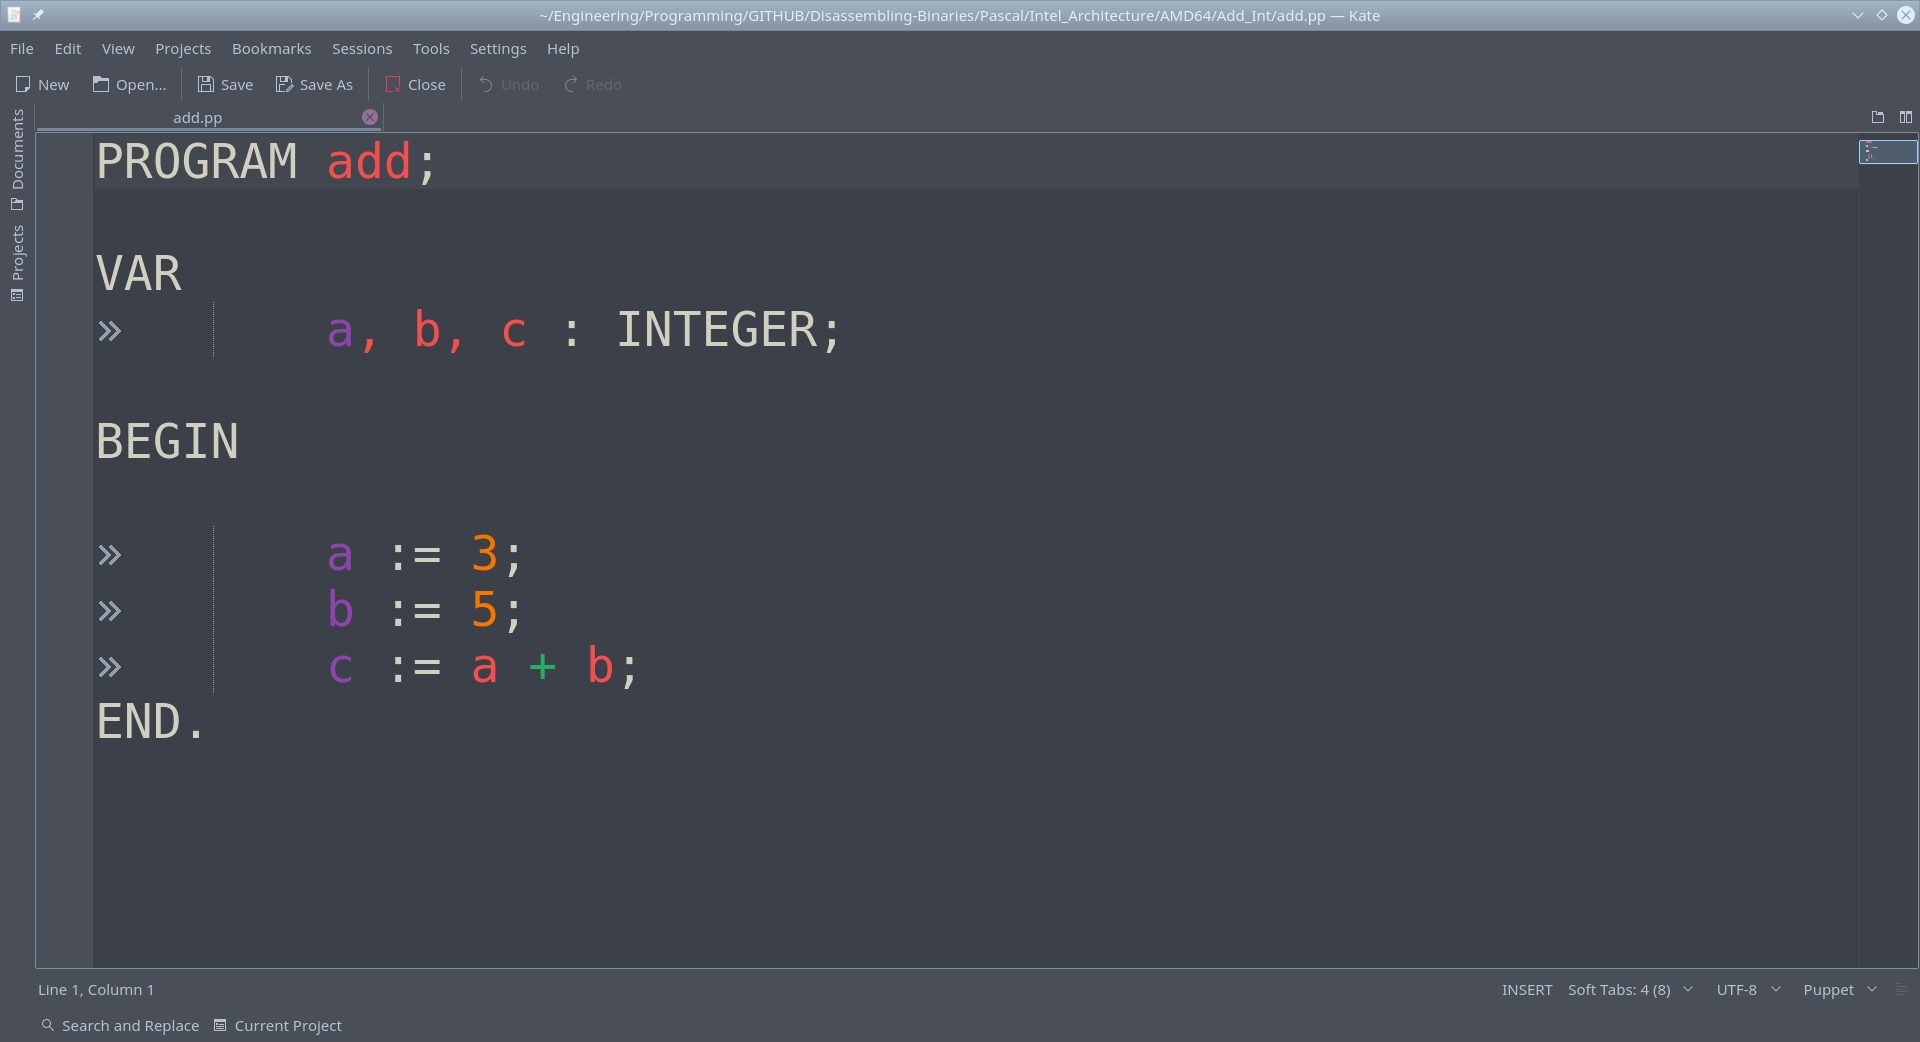 ~/Engineering/Programming/GITHUB/Disassembling-Binaries/Pascal/Intel_Architecture/AMD64/Add_Int/add.pp — Kate
File Edit View Projects Bookmarks Sessions Tools Settings Help
New Open... Save Save As Close Undo Redo
add.pp
Documents
Projects
PROGRAM add;
VAR
» a, b, c : INTEGER;
BEGIN
» a := 3;
» b := 5;
» c := a + b;
END.
Line 1, Column 1 INSERT Soft Tabs: 4 (8) UTF-8 Puppet
Search and Replace Current Project